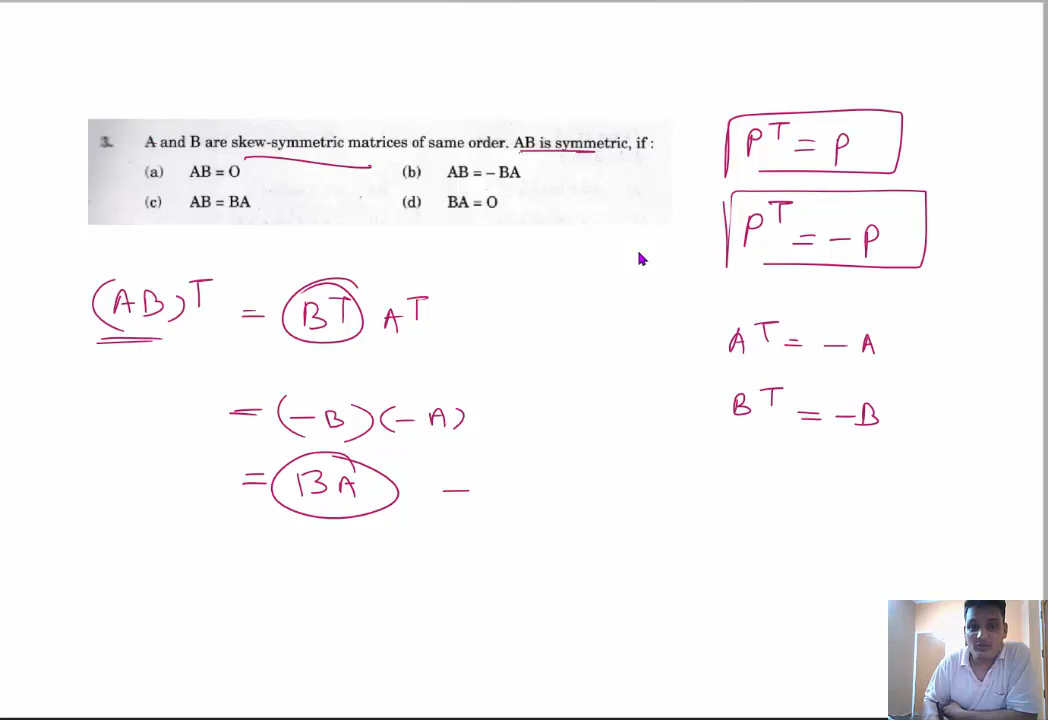 3. A and B are skew-symmetric matrices of same order. AB is symmetric, if :
(a) AB = O (b) AB = – BA
(c) AB = BA (d) BA = O
P^T = P
P^T = – P
(AB)^T = B^T A^T
A^T = – A
B^T = – B
= (– B)(– A)
= BA –